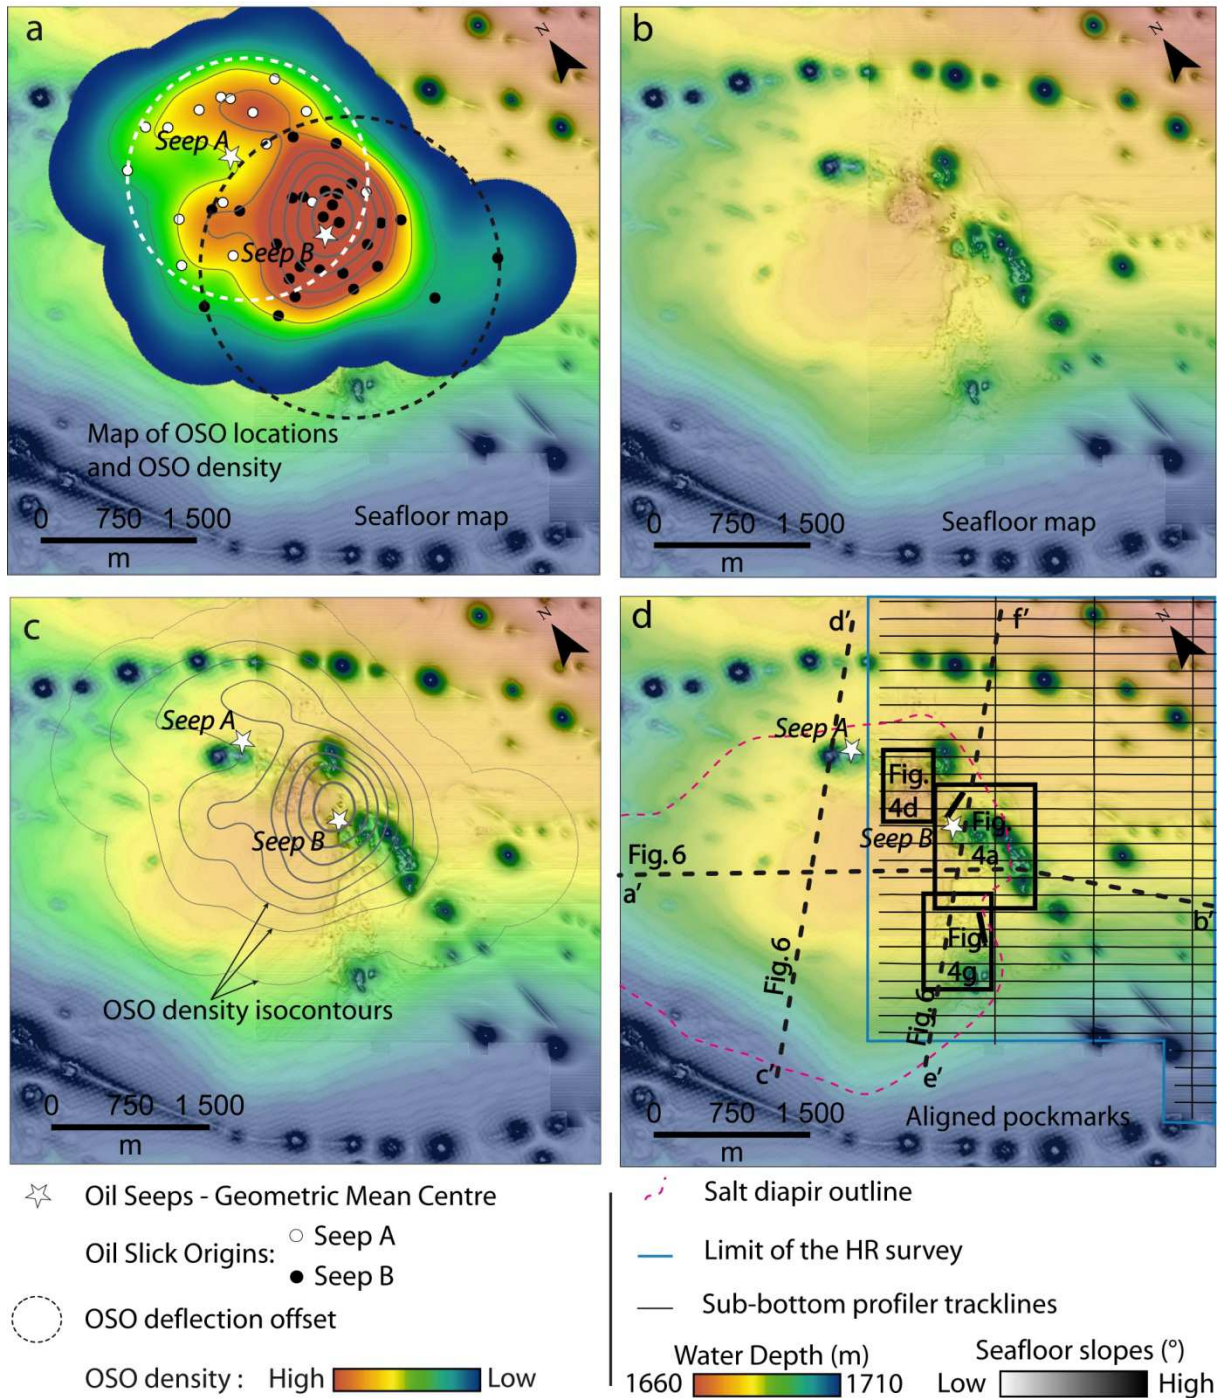 a
N
Seep A
Seep B
Map of OSO locations
and OSO density
0 750 1 500
m
Seafloor map
b
N
0 750 1 500
m
Seafloor map
c
N
Seep A
Seep B
OSO density isocontours
0 750 1 500
m
d
N
d'
f'
Seep A
Fig.
4d
Seep B
Fig.
4a
Fig. 6
a'
b'
Fig. 6
Fig.
4g
Fig. 6
c'
e'
Aligned pockmarks
0 750 1 500
m
Oil Seeps - Geometric Mean Centre
Oil Slick Origins:
Seep A
Seep B
OSO deflection offset
OSO density : High Low
Salt diapir outline
Limit of the HR survey
Sub-bottom profiler tracklines
Water Depth (m)
1660 1710
Seafloor slopes (°)
Low High